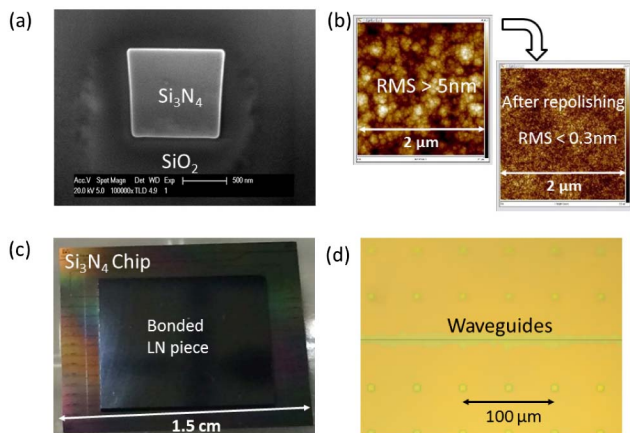 (a)
Si₃N₄
SiO₂
Acc.V Spot Magn Det WD Exp
20.0 kV 5.0 100000x TLD 4.9 1
500 nm
(b)
RMS > 5nm
2 μm
After repolishing
RMS < 0.3nm
2 μm
(c)
Si₃N₄ Chip
Bonded
LN piece
1.5 cm
(d)
Waveguides
100 μm